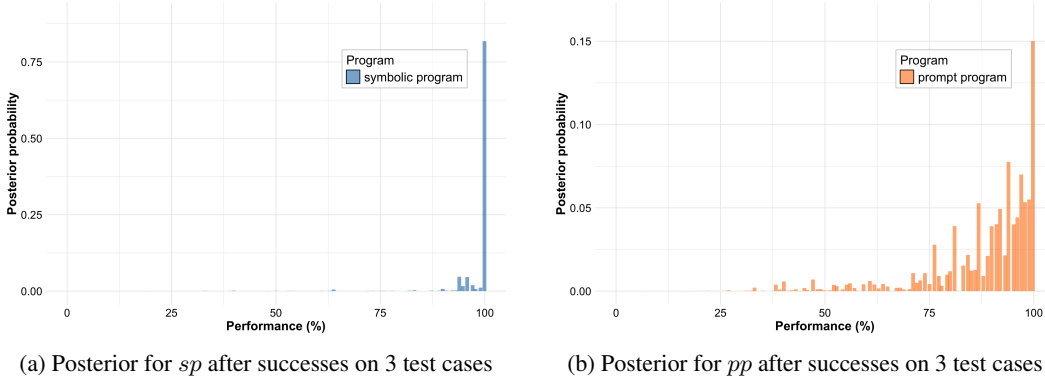 Posterior probability
0.75
0.50
0.25
0.00
Program
symbolic program
0 25 50 75 100
Performance (%)
(a) Posterior for sp after successes on 3 test cases
Posterior probability
0.15
0.10
0.05
0.00
Program
prompt program
0 25 50 75 100
Performance (%)
(b) Posterior for pp after successes on 3 test cases